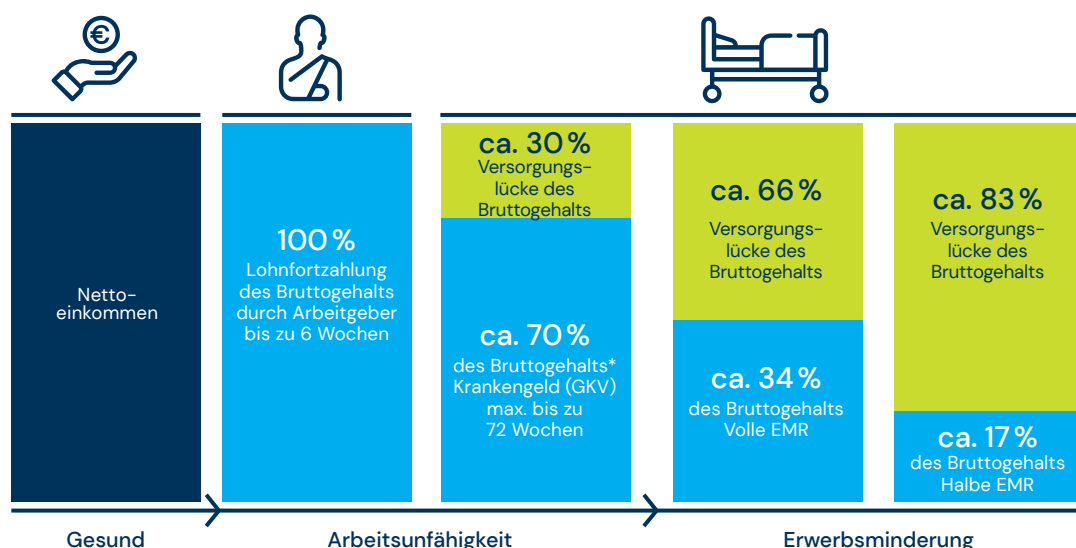 €
Netto-
einkommen
100 %
Lohnfortzahlung
des Bruttogehalts
durch Arbeitgeber
bis zu 6 Wochen
ca. 30 %
Versorgungs-
lücke des
Bruttogehalts
ca. 70 %
des Bruttogehalts*
Krankengeld (GKV)
max. bis zu
72 Wochen
ca. 66 %
Versorgungs-
lücke des
Bruttogehalts
ca. 34 %
des Bruttogehalts
Volle EMR
ca. 83 %
Versorgungs-
lücke des
Bruttogehalts
ca. 17 %
des Bruttogehalts
Halbe EMR
Gesund
Arbeitsunfähigkeit
Erwerbsminderung